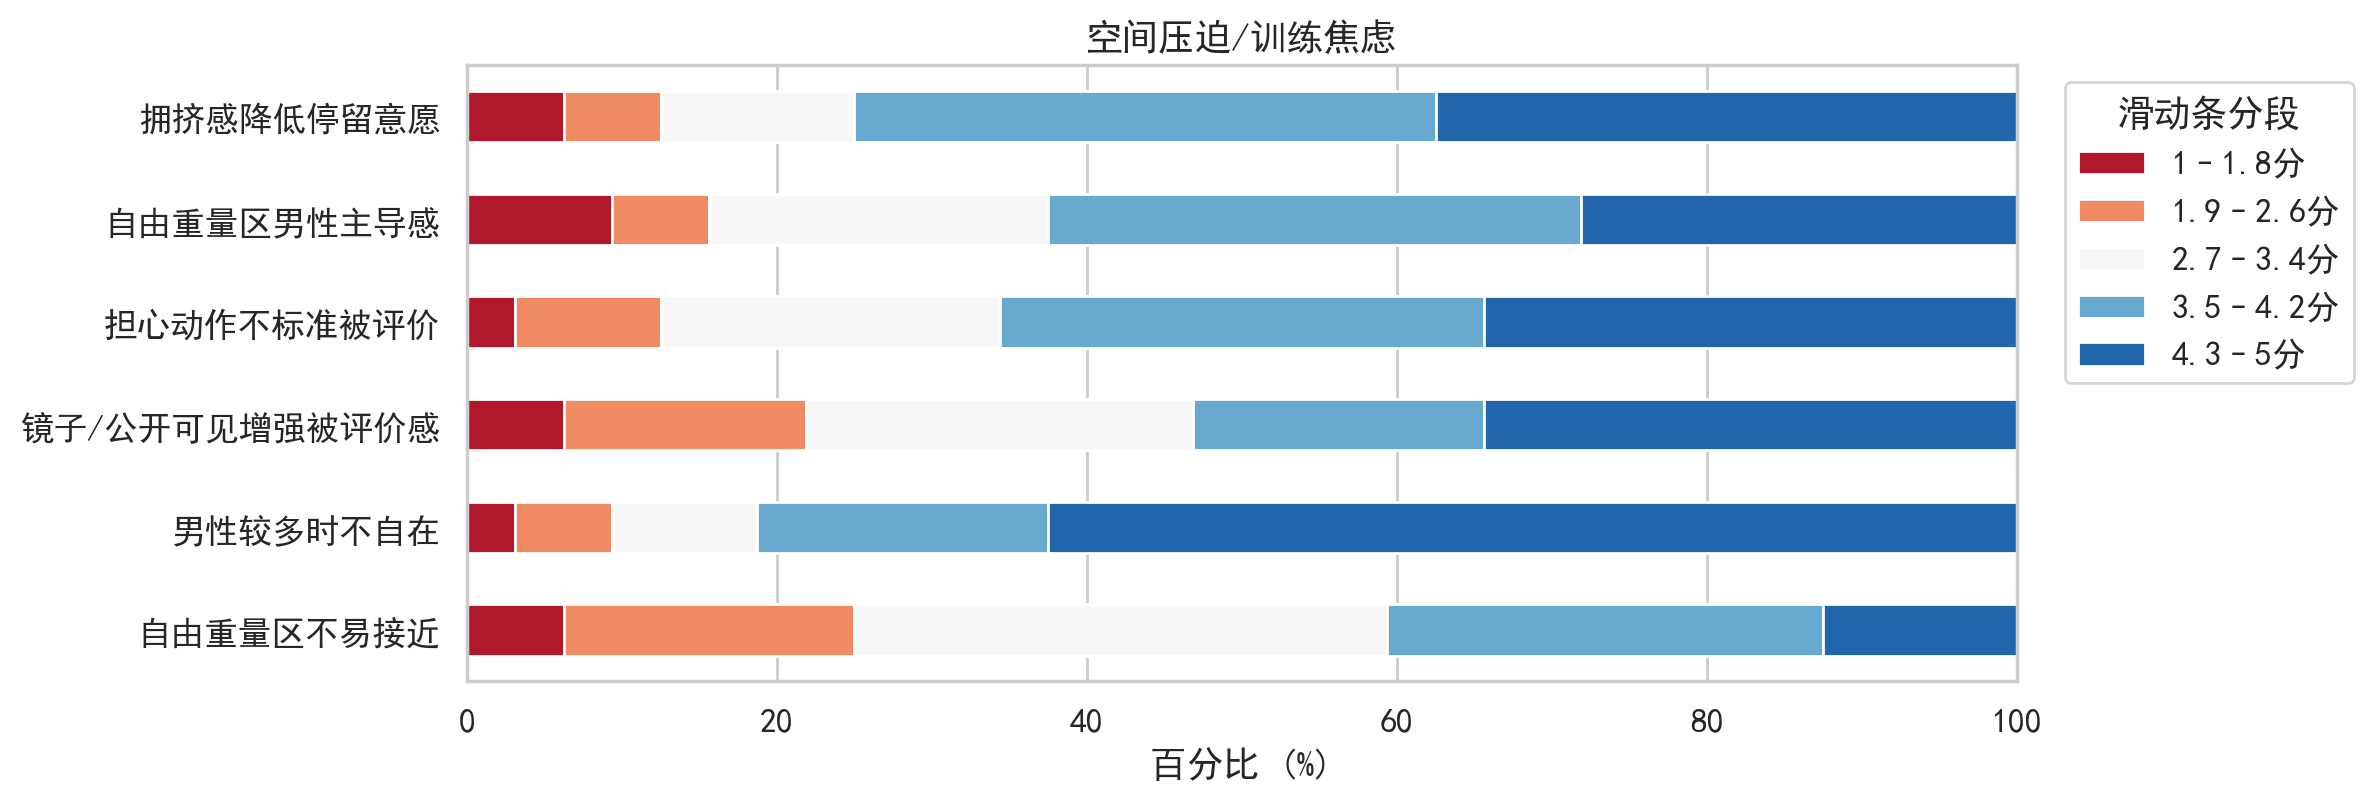 空间压迫/训练焦虑
拥挤感降低停留意愿
自由重量区男性主导感
担心动作不标准被评价
镜子/公开可见增强被评价感
男性较多时不自在
自由重量区不易接近
0 20 40 60 80 100
百分比 (%)
滑动条分段
1-1.8分
1.9-2.6分
2.7-3.4分
3.5-4.2分
4.3-5分